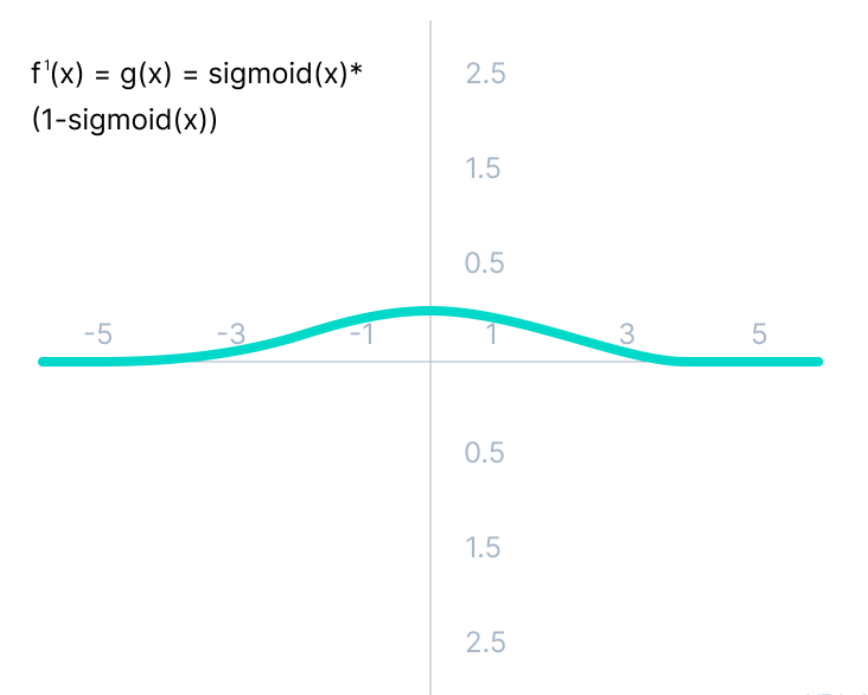 f¹(x) = g(x) = sigmoid(x)*
(1-sigmoid(x))
2.5
1.5
0.5
-5 -3 -1 1 3 5
0.5
1.5
2.5